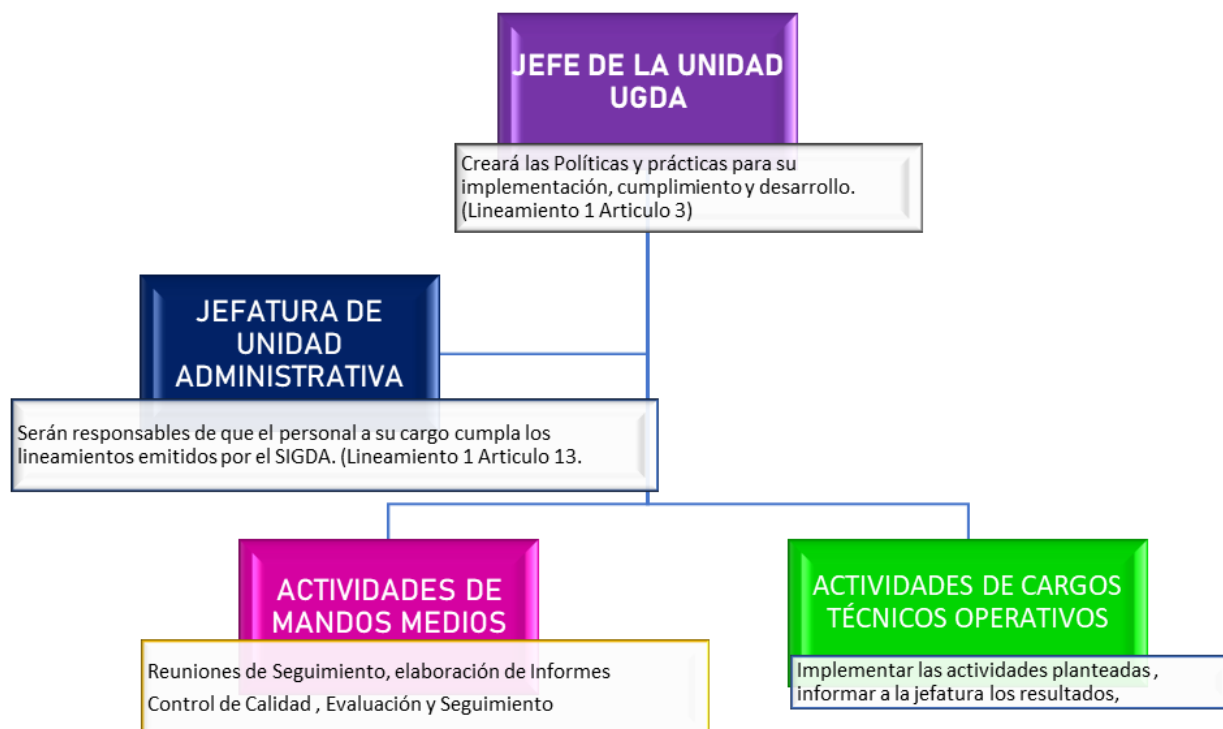 JEFE DE LA UNIDAD
UGDA
Creará las Políticas y prácticas para su
implementación, cumplimiento y desarrollo.
(Lineamiento 1 Articulo 3)
JEFATURA DE
UNIDAD
ADMINISTRATIVA
Serán responsables de que el personal a su cargo cumpla los
lineamientos emitidos por el SIGDA. (Lineamiento 1 Articulo 13.
ACTIVIDADES DE
MANDOS MEDIOS
Reuniones de Seguimiento, elaboración de Informes
Control de Calidad , Evaluación y Seguimiento
ACTIVIDADES DE CARGOS
TÉCNICOS OPERATIVOS
Implementar las actividades planteadas ,
informar a la jefatura los resultados,